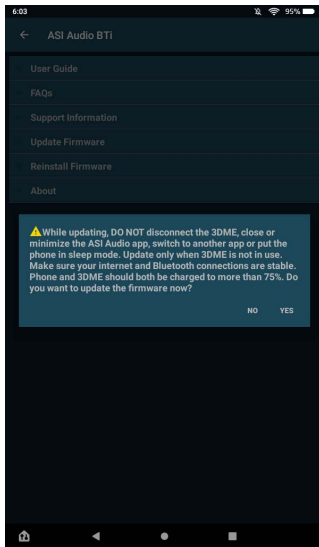 6:03
95%
ASI Audio BTi
User Guide
FAQs
Support Information
Update Firmware
Reinstall Firmware
About
While updating, DO NOT disconnect the 3DME, close or
minimize the ASI Audio app, switch to another app or put the
phone in sleep mode. Update only when 3DME is not in use.
Make sure your internet and Bluetooth connections are stable.
Phone and 3DME should both be charged to more than 75%. Do
you want to update the firmware now?
NO YES